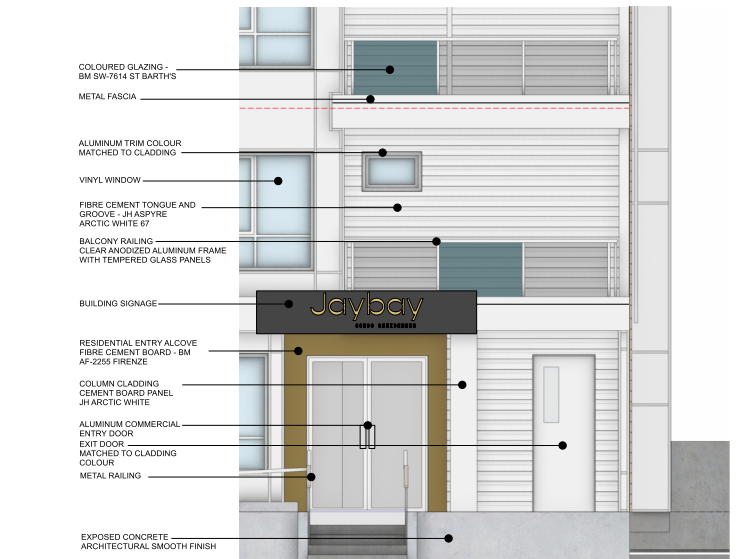 COLOURED GLAZING -
BM SW-7614 ST BARTH'S
METAL FASCIA
ALUMINUM TRIM COLOUR
MATCHED TO CLADDING
VINYL WINDOW
FIBRE CEMENT TONGUE AND
GROOVE - JH ASPYRE
ARCTIC WHITE 67
BALCONY RAILING
CLEAR ANODIZED ALUMINUM FRAME
WITH TEMPERED GLASS PANELS
BUILDING SIGNAGE
Jaybay
CONDO RESIDENCES
RESIDENTIAL ENTRY ALCOVE
FIBRE CEMENT BOARD - BM
AF-2255 FIRENZE
COLUMN CLADDING
CEMENT BOARD PANEL
JH ARCTIC WHITE
ALUMINUM COMMERCIAL
ENTRY DOOR
EXIT DOOR
MATCHED TO CLADDING
COLOUR
METAL RAILING
EXPOSED CONCRETE
ARCHITECTURAL SMOOTH FINISH